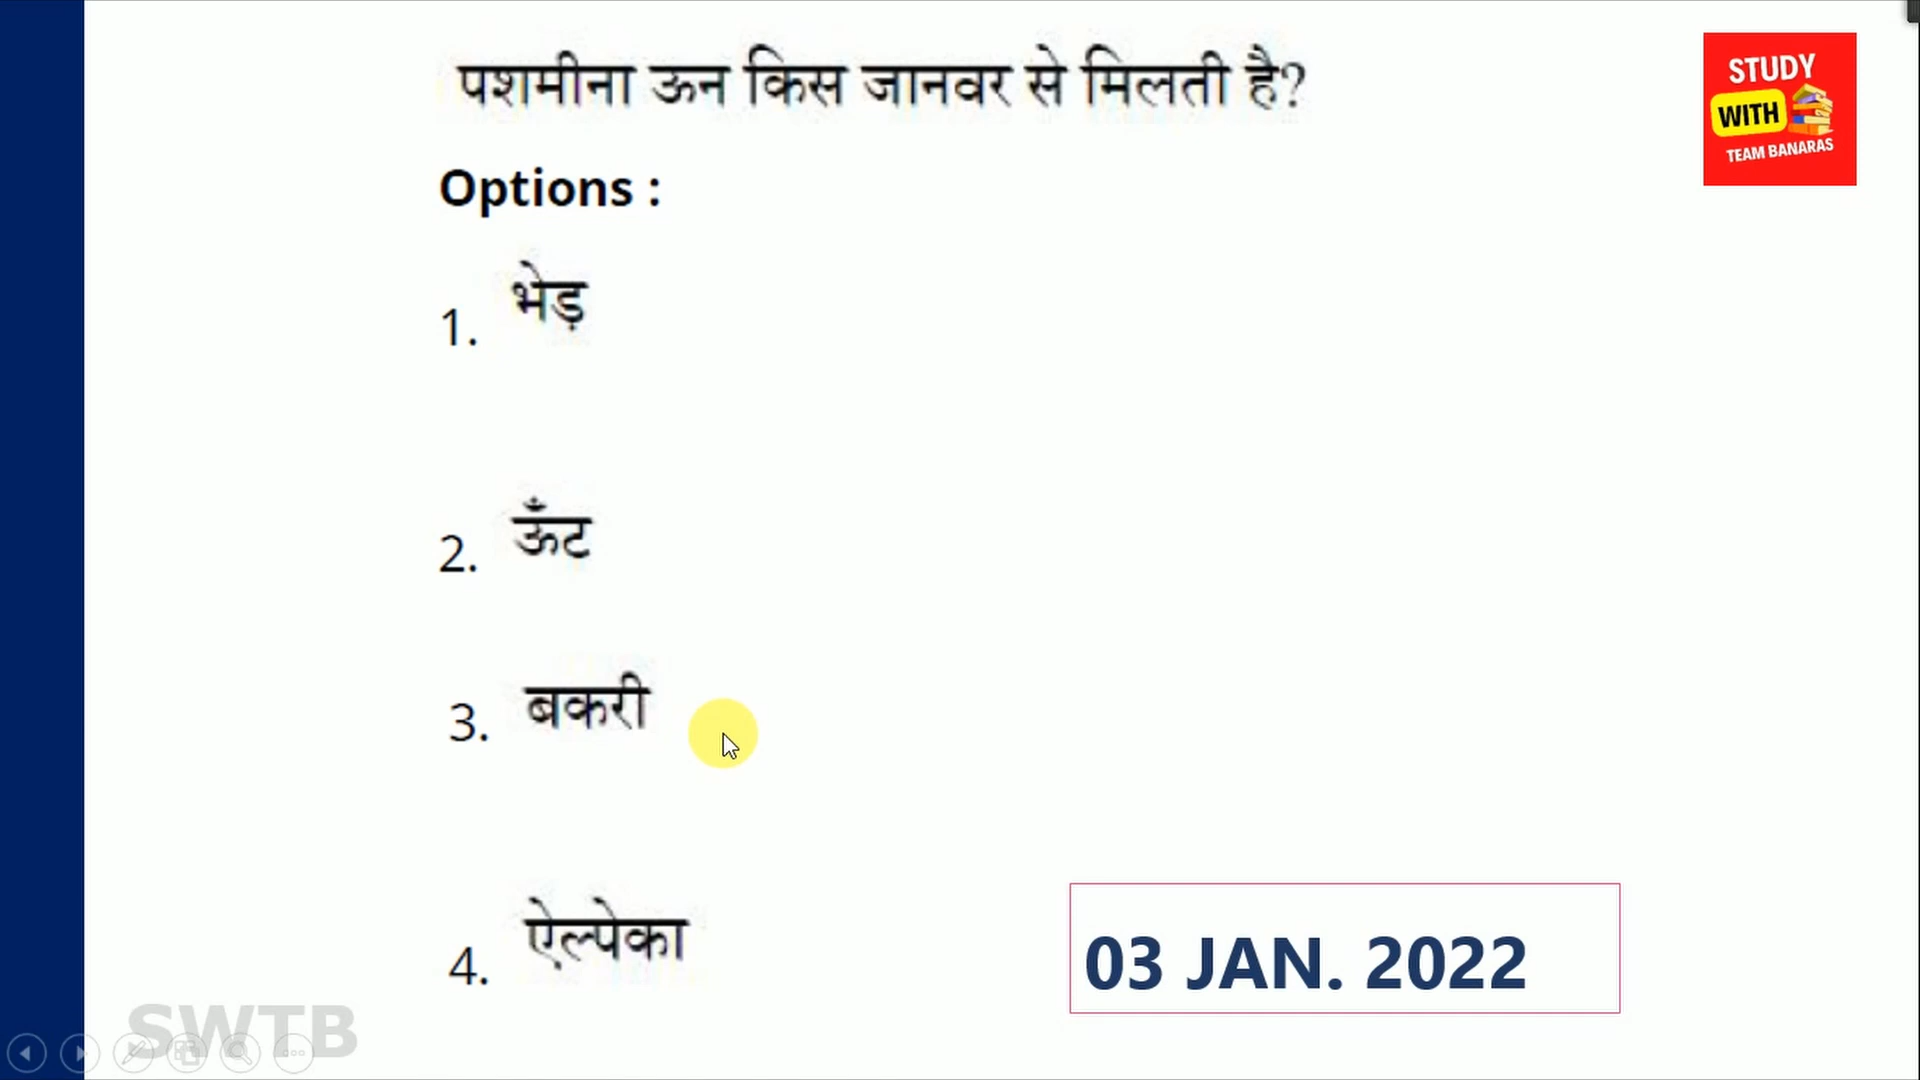 पशमीना ऊन किस जानवर से मिलती है?
STUDY
WITH
TEAM BANARAS
Options :
1. भेड़
2. ऊँट
3. बकरी
4. ऐल्पेका
03 JAN. 2022
SWTB